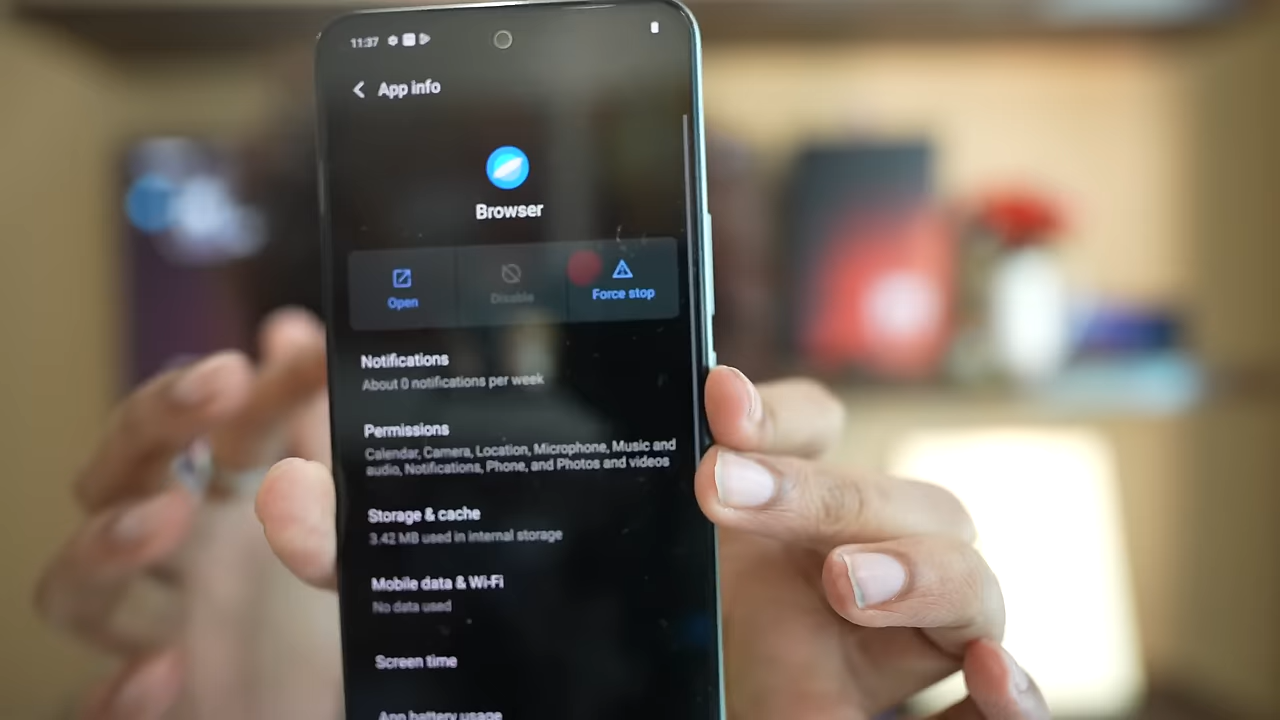 11:37
App info
Browser
Open
Disable
Force stop
Notifications
About 0 notifications per week
Permissions
Calendar, Camera, Location, Microphone, Music and
audio, Notifications, Phone, and Photos and videos
Storage & cache
3.42 MB used in internal storage
Mobile data & Wi-Fi
No data used
Screen time
App battery usage